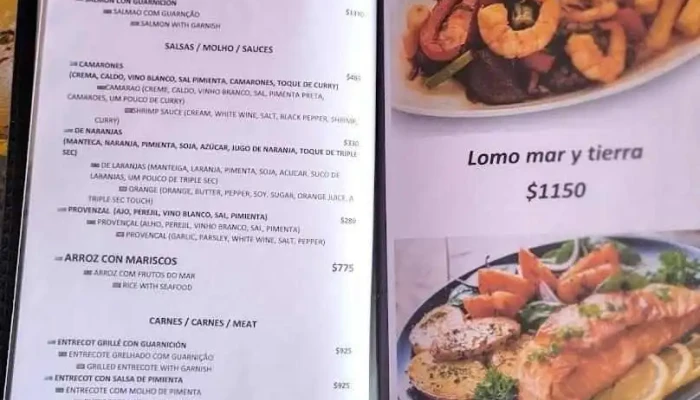 SALMON CON GUARNICIÓN
SALMAO COM GUARNÇÃO
SALMON WITH GARNISH
SALSAS / MOLHO / SAUCES
CAMARONES
(CREMA, CALDO, VINO BLANCO, SAL PIMIENTA, CAMARONES, TOQUE DE CURRY)
CAMARAO (CREME, CALDO, VINHO BRANCO, SAL, PIMENTA PRETA,
CAMAROES, UM POUCO DE CURRY)
SHRIMP SAUCE (CREAM, WHITE WINE, SALT, BLACK PEPPER, SHRIMP,
CURRY)
DE NARANJAS $330
(MANTECA, NARANJA, PIMIENTA, SOJA, AZÚCAR, JUGO DE NARANJA, TOQUE DE TRIPLE
SEC)
DE LARANJAS (MANTEIGA, LARANJA, PIMENTA, SOJA, ACUCAR, SUCO DE
LARANJAS, UM POUCO DE TRIPLE SEC)
ORANGE (ORANGE, BUTTER, PEPPER, SOY, SUGAR, ORANGE JUICE, A
TRIPLE SEC TOUCH)
PROVENZAL (AJO, PEREJIL, VINO BLANCO, SAL, PIMIENTA) $289
PROVENÇAL (ALHO, PEREJIL, VINHO BRANCO, SAL, PIMENTA)
PROVENCAL (GARLIC, PARSLEY, WHITE WINE, SALT, PEPPER)
ARROZ CON MARISCOS $775
ARROZ COM FRUTOS DO MAR
RICE WITH SEAFOOD
CARNES / CARNES / MEAT
ENTRECOT GRILLÉ CON GUARNICIÓN $925
ENTRECOTE GRELHADO COM GUARNIÇÃO
GRILLED ENTRECOTE WITH GARNISH
ENTRECOT CON SALSA DE PIMIENTA $925
ENTRECOTE COM MOLHO DE PIMENTA
Lomo mar y tierra
$1150